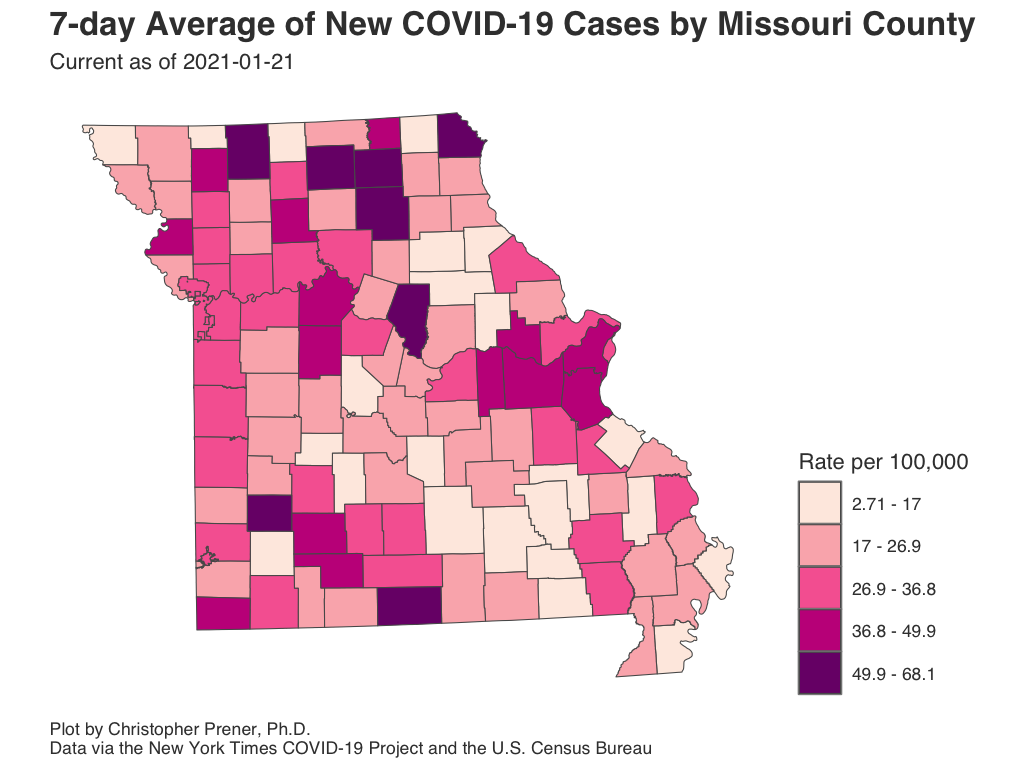 7-day Average of New COVID-19 Cases by Missouri County
Current as of 2021-01-21
Rate per 100,000
2.71 - 17
17 - 26.9
26.9 - 36.8
36.8 - 49.9
49.9 - 68.1
Plot by Christopher Prener, Ph.D.
Data via the New York Times COVID-19 Project and the U.S. Census Bureau